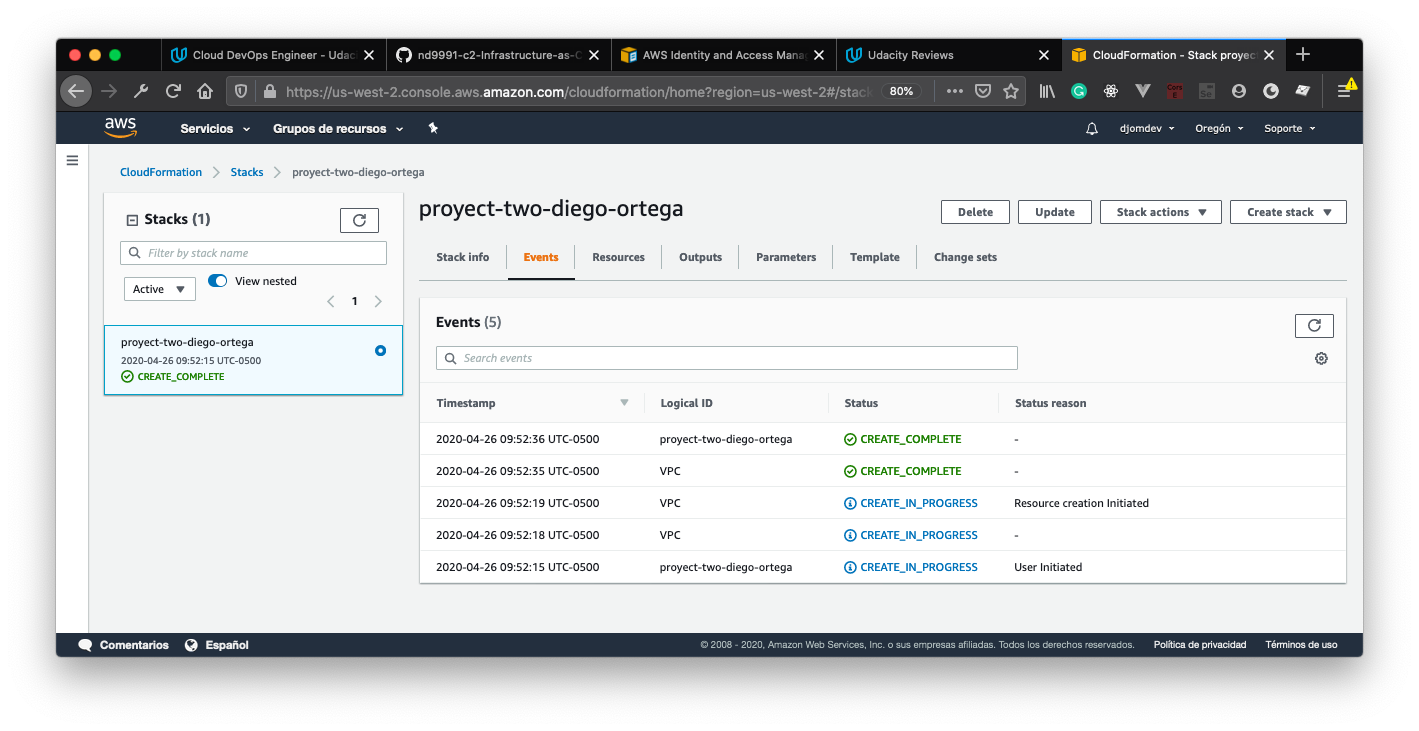 Cloud DevOps Engineer - Udac
nd9991-c2-Infrastructure-as-C
AWS Identity and Access Mana
Udacity Reviews
CloudFormation - Stack proyec
https://us-west-2.console.aws.amazon.com/cloudformation/home?region=us-west-2#/stack
80%
aws
Servicios
Grupos de recursos
djomdev
Oregón
Soporte
CloudFormation
Stacks
proyect-two-diego-ortega
Stacks (1)
Filter by stack name
Active
View nested
1
proyect-two-diego-ortega
2020-04-26 09:52:15 UTC-0500
CREATE_COMPLETE
proyect-two-diego-ortega
Delete
Update
Stack actions
Create stack
Stack info
Events
Resources
Outputs
Parameters
Template
Change sets
Events (5)
Search events
Timestamp Logical ID Status Status reason
2020-04-26 09:52:36 UTC-0500 proyect-two-diego-ortega CREATE_COMPLETE -
2020-04-26 09:52:35 UTC-0500 VPC CREATE_COMPLETE -
2020-04-26 09:52:19 UTC-0500 VPC CREATE_IN_PROGRESS Resource creation Initiated
2020-04-26 09:52:18 UTC-0500 VPC CREATE_IN_PROGRESS -
2020-04-26 09:52:15 UTC-0500 proyect-two-diego-ortega CREATE_IN_PROGRESS User Initiated
Comentarios
Español
© 2008 - 2020, Amazon Web Services, Inc. o sus empresas afiliadas. Todos los derechos reservados.
Política de privacidad
Términos de uso